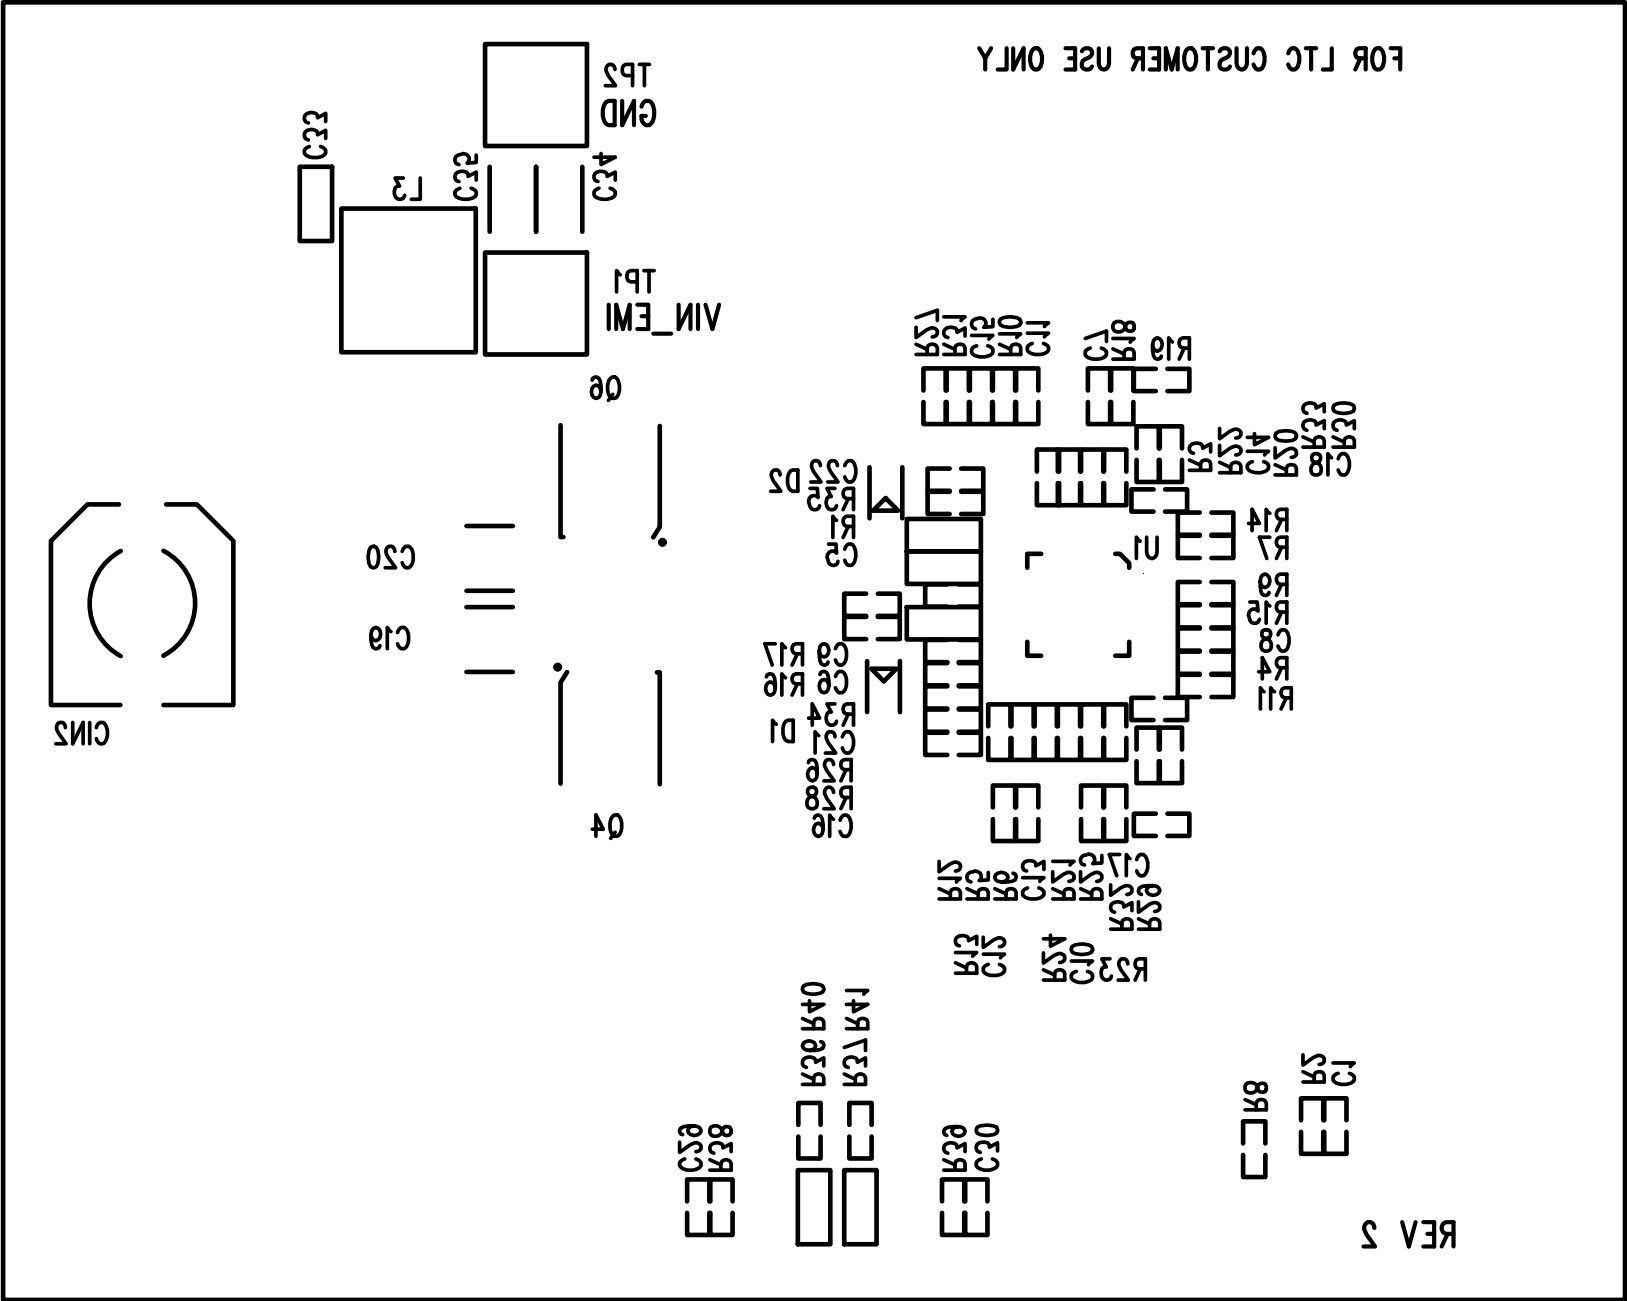 FOR LTC CUSTOMER USE ONLY
TP2
GND
C33
L3
C35
C34
TP1
VIN_EMI
Q6
R27
R31
C15
R10
C11
C7
R18
R19
R3
R22
C14
R20
R33
R30
C18
D2
C22
R35
R1
C5
U1
R14
R7
C20
C19
R9
R15
C8
R4
R11
R17
C9
R16
C6
D1
R34
C21
R26
R28
C16
CIN2
Q4
R12
R5
R6
C13
R21
R25
C17
R32
R29
R13
C12
R24
C10
R23
R40
R41
R36
R37
C29
R38
R39
C30
R8
R2
C1
REV 2